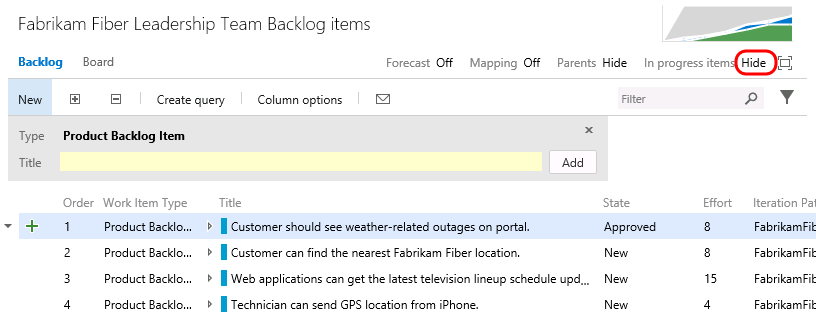 Fabrikam Fiber Leadership Team Backlog items
Backlog Board Forecast Off Mapping Off Parents Hide In progress items Hide
New Create query Column options Filter
Type Product Backlog Item x
Title Add
Order Work Item Type Title State Effort Iteration Pat
1 Product Backlo... Customer should see weather-related outages on portal. Approved 8 FabrikamFib
2 Product Backlo... Customer can find the nearest Fabrikam Fiber location. New 8 FabrikamFib
3 Product Backlo... Web applications can get the latest television lineup schedule upd... New 15 FabrikamFib
4 Product Backlo... Technician can send GPS location from iPhone. New 4 FabrikamFib